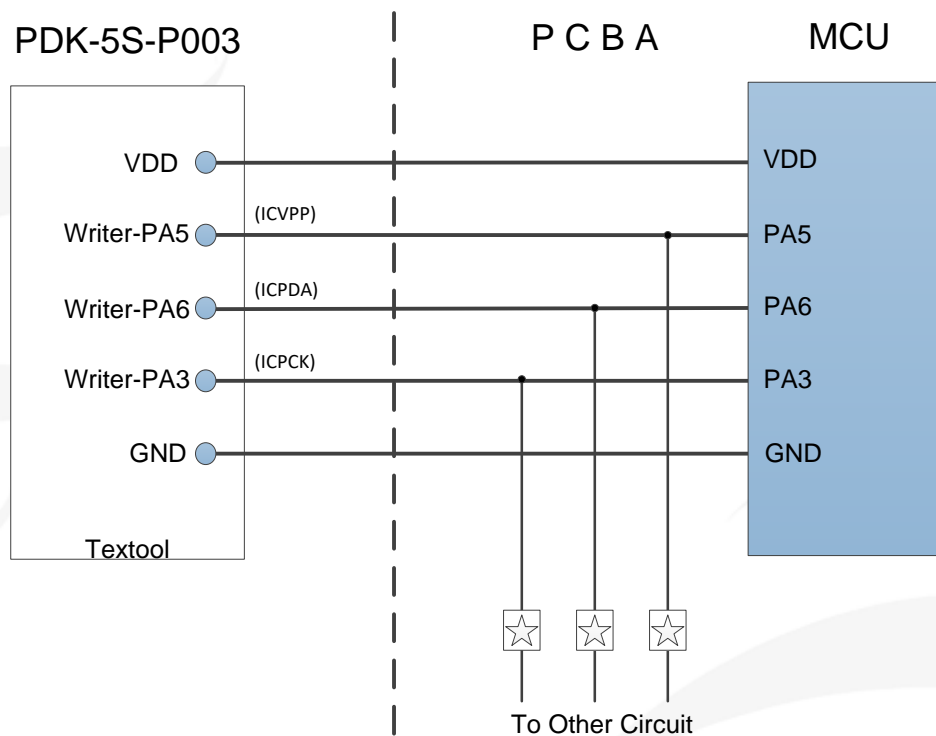 PDK-5S-P003
P C B A
MCU
VDD
VDD
Writer-PA5
(ICVPP)
PA5
Writer-PA6
(ICPDA)
PA6
Writer-PA3
(ICPCK)
PA3
GND
GND
Textool
To Other Circuit